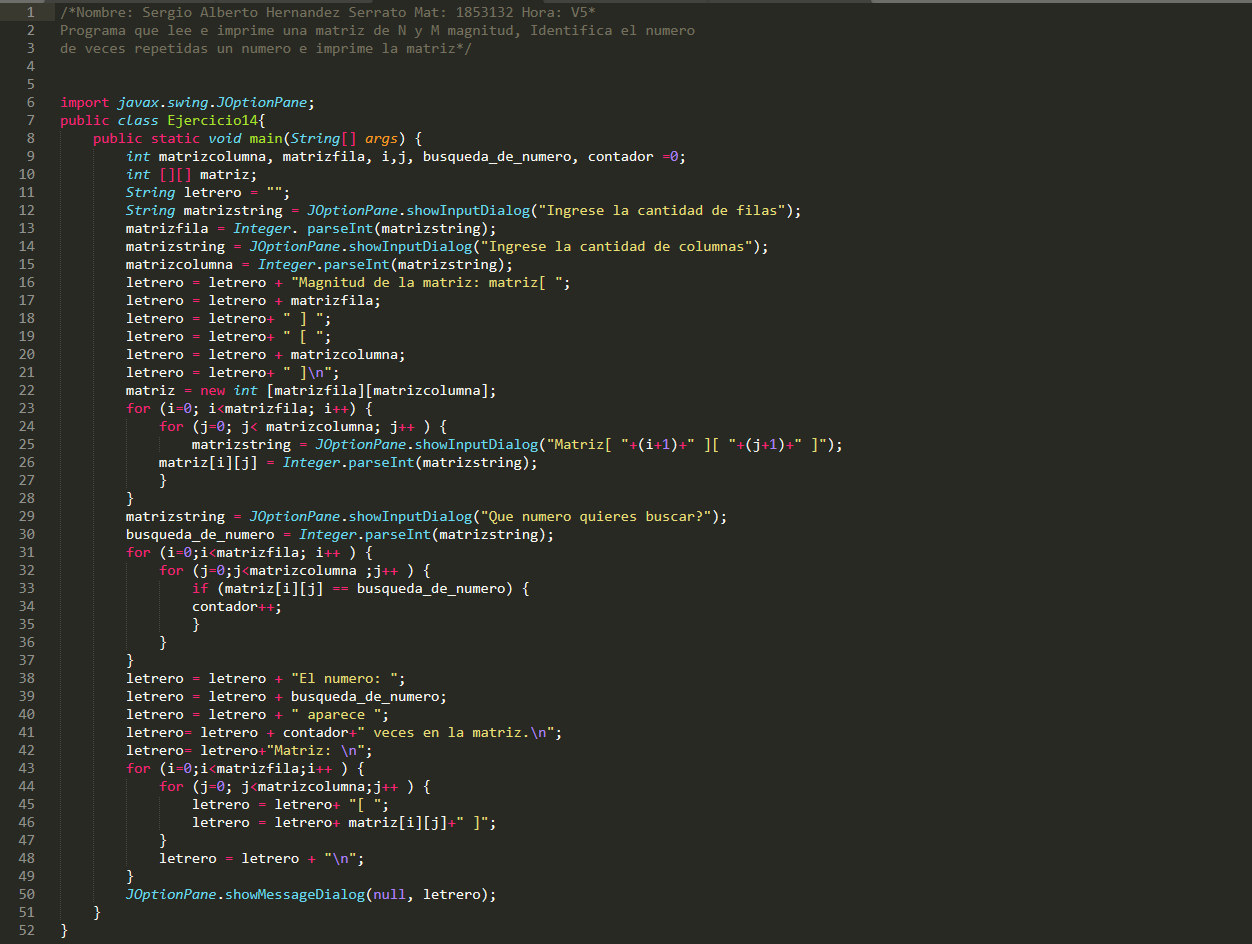 1 /*Nombre: Sergio Alberto Hernandez Serrato Mat: 1853132 Hora: V5*
2 Programa que lee e imprime una matriz de N y M magnitud, Identifica el numero
3 de veces repetidas un numero e imprime la matriz*/
4
5
6 import javax.swing.JOptionPane;
7 public class Ejercicio14{
8     public static void main(String[] args) {
9         int matrizcolumna, matrizfila, i,j, busqueda_de_numero, contador =0;
10         int [][] matriz;
11         String letrero = "";
12         String matrizstring = JOptionPane.showInputDialog("Ingrese la cantidad de filas");
13         matrizfila = Integer. parseInt(matrizstring);
14         matrizstring = JOptionPane.showInputDialog("Ingrese la cantidad de columnas");
15         matrizcolumna = Integer.parseInt(matrizstring);
16         letrero = letrero + "Magnitud de la matriz: matriz[ ";
17         letrero = letrero + matrizfila;
18         letrero = letrero+ " ] ";
19         letrero = letrero+ " [ ";
20         letrero = letrero + matrizcolumna;
21         letrero = letrero+ " ]\n";
22         matriz = new int [matrizfila][matrizcolumna];
23         for (i=0; i<matrizfila; i++) {
24             for (j=0; j< matrizcolumna; j++ ) {
25                 matrizstring = JOptionPane.showInputDialog("Matriz[ "+(i+1)+" ][ "+(j+1)+" ]");
26             matriz[i][j] = Integer.parseInt(matrizstring);
27             }
28         }
29         matrizstring = JOptionPane.showInputDialog("Que numero quieres buscar?");
30         busqueda_de_numero = Integer.parseInt(matrizstring);
31         for (i=0;i<matrizfila; i++ ) {
32             for (j=0;j<matrizcolumna ;j++ ) {
33                 if (matriz[i][j] == busqueda_de_numero) {
34                 contador++;
35                 }
36             }
37         }
38         letrero = letrero + "El numero: ";
39         letrero = letrero + busqueda_de_numero;
40         letrero = letrero + " aparece ";
41         letrero= letrero + contador+" veces en la matriz.\n";
42         letrero= letrero+"Matriz: \n";
43         for (i=0;i<matrizfila;i++ ) {
44             for (j=0; j<matrizcolumna;j++ ) {
45                 letrero = letrero+ "[ ";
46                 letrero = letrero+ matriz[i][j]+" ]";
47             }
48             letrero = letrero + "\n";
49         }
50         JOptionPane.showMessageDialog(null, letrero);
51     }
52 }